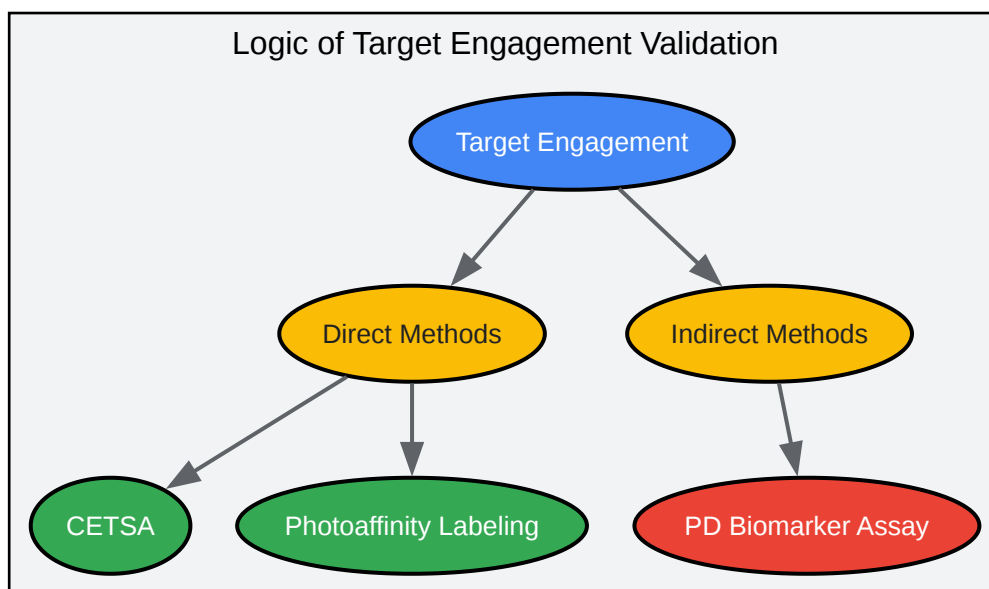 Logic of Target Engagement Validation
Target Engagement
Direct Methods
Indirect Methods
CETSA
Photoaffinity Labeling
PD Biomarker Assay